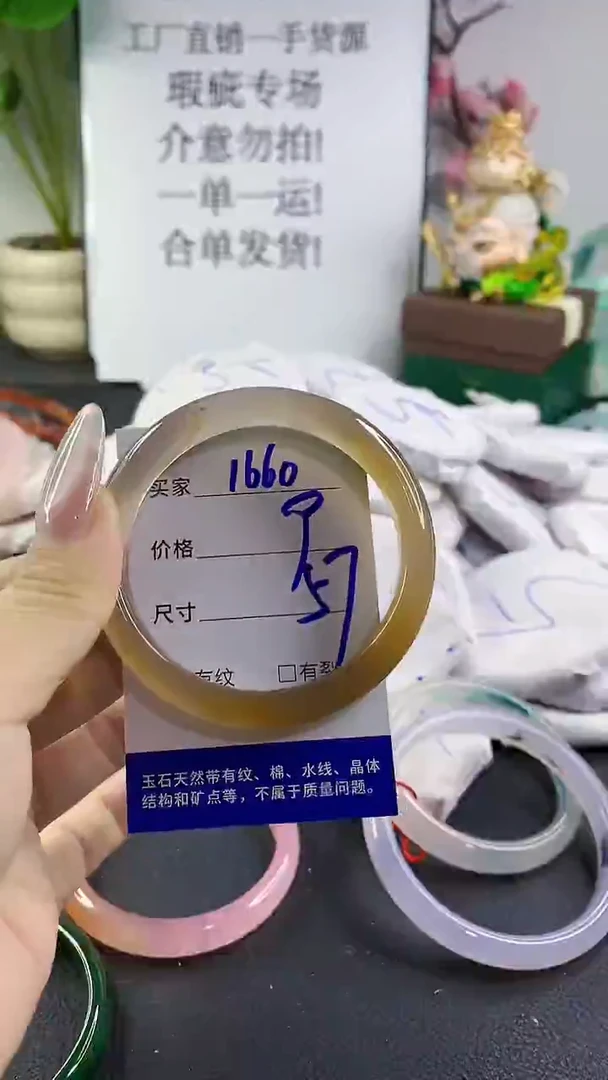 工厂直销一手货源
瑕疵专场
介意勿拍!
一单一运!
合单发货!
买家 1660
价格
尺寸 57
有纹 □有裂
玉石天然带有纹、棉、水线、晶体
结构和矿点等，不属于质量问题。